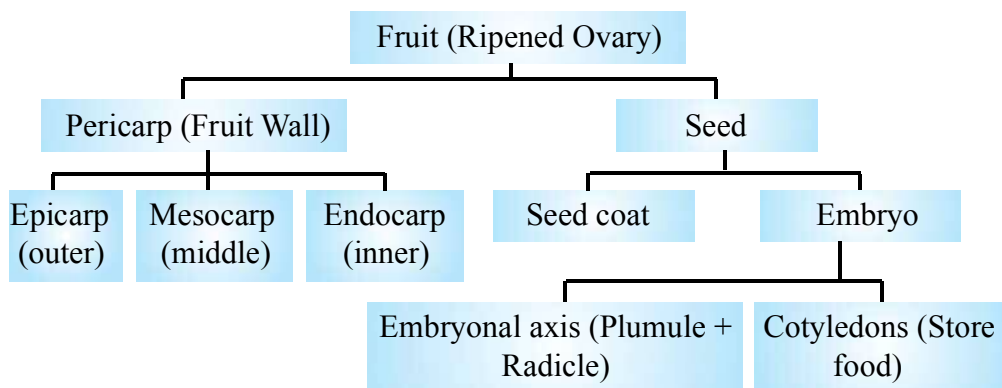 Fruit (Ripened Ovary)
Pericarp (Fruit Wall)
Seed
Epicarp
(outer)
Mesocarp
(middle)
Endocarp
(inner)
Seed coat
Embryo
Embryonal axis (Plumule +
Radicle)
Cotyledons (Store
food)